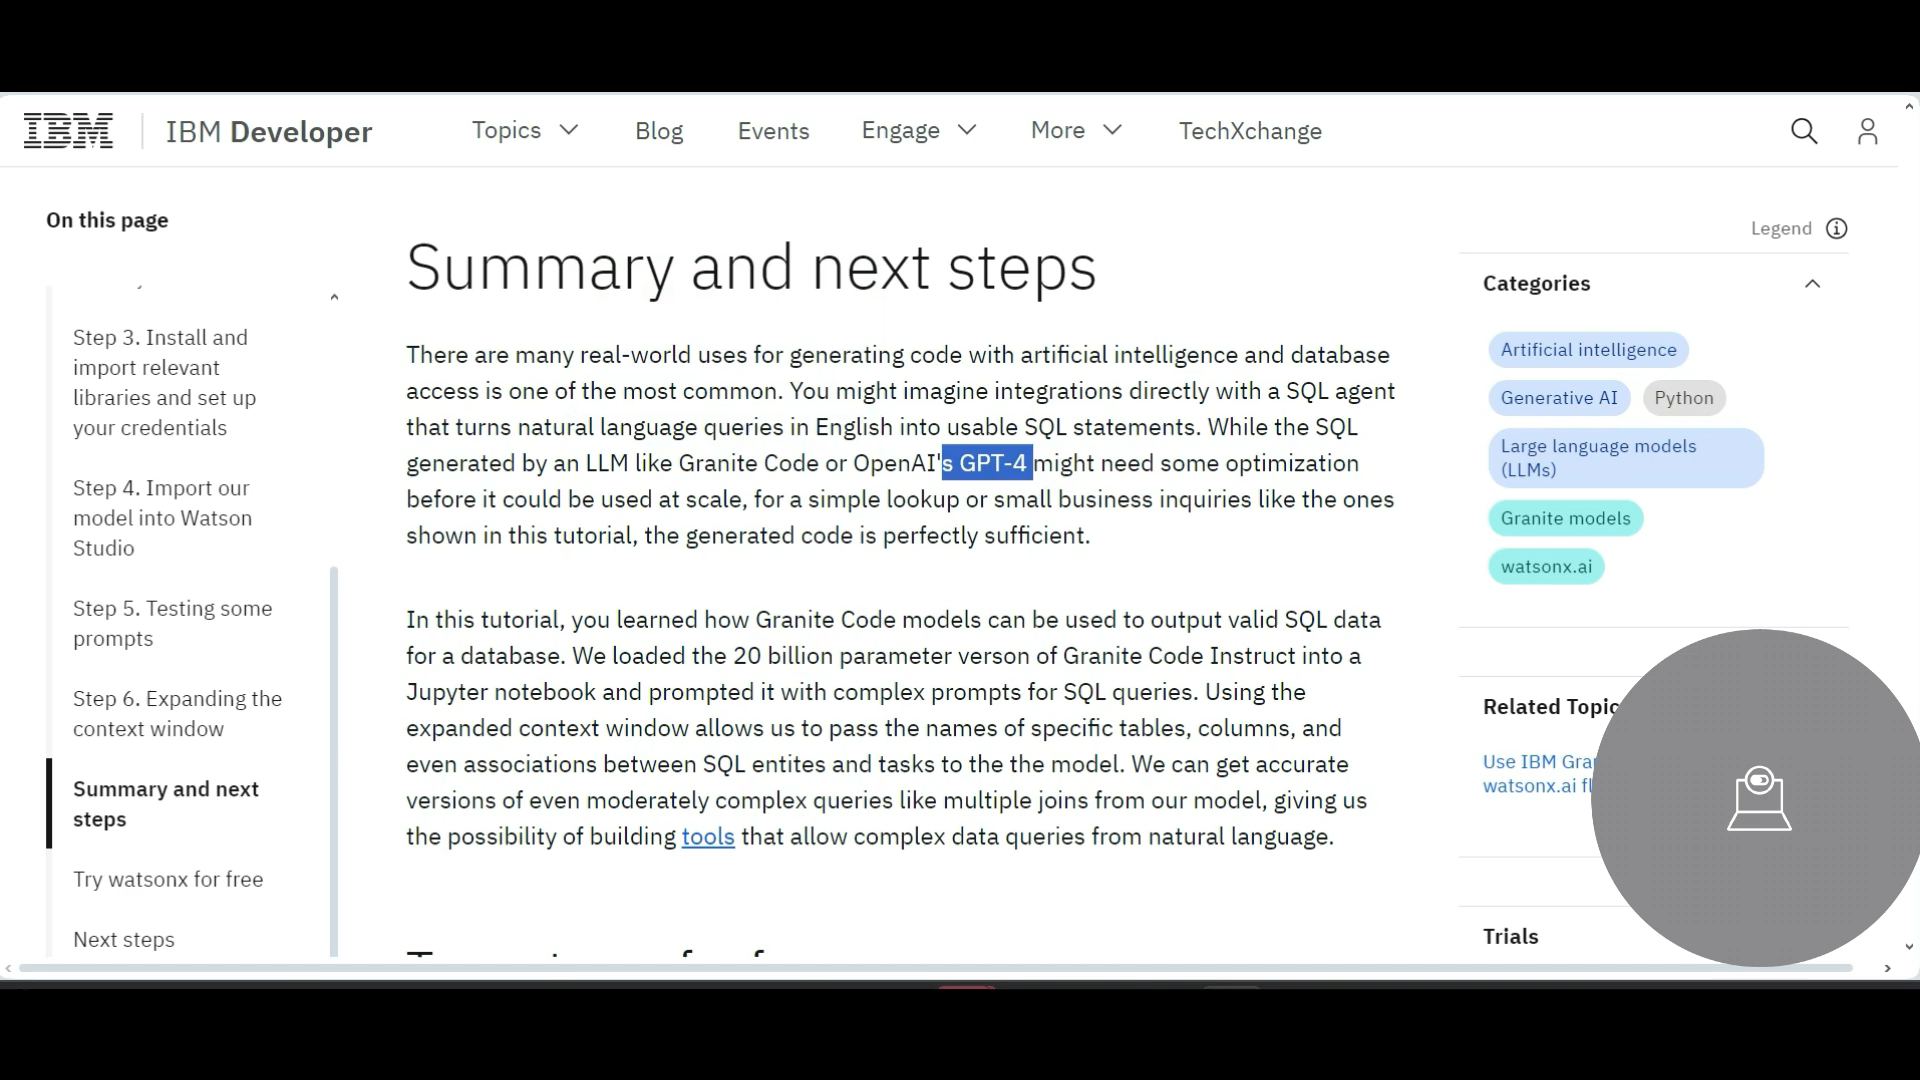 IBM
IBM Developer
Topics
Blog
Events
Engage
More
TechXchange
On this page
Step 3. Install and
import relevant
libraries and set up
your credentials
Step 4. Import our
model into Watson
Studio
Step 5. Testing some
prompts
Step 6. Expanding the
context window
Summary and next
steps
Try watsonx for free
Next steps
Summary and next steps
There are many real-world uses for generating code with artificial intelligence and database
access is one of the most common. You might imagine integrations directly with a SQL agent
that turns natural language queries in English into usable SQL statements. While the SQL
generated by an LLM like Granite Code or OpenAI's GPT-4 might need some optimization
before it could be used at scale, for a simple lookup or small business inquiries like the ones
shown in this tutorial, the generated code is perfectly sufficient.
In this tutorial, you learned how Granite Code models can be used to output valid SQL data
for a database. We loaded the 20 billion parameter verson of Granite Code Instruct into a
Jupyter notebook and prompted it with complex prompts for SQL queries. Using the
expanded context window allows us to pass the names of specific tables, columns, and
even associations between SQL entites and tasks to the the model. We can get accurate
versions of even moderately complex queries like multiple joins from our model, giving us
the possibility of building tools that allow complex data queries from natural language.
Legend
Categories
Artificial intelligence
Generative AI
Python
Large language models
(LLMs)
Granite models
watsonx.ai
Related
Use IBM
watsonx.ai
Trials